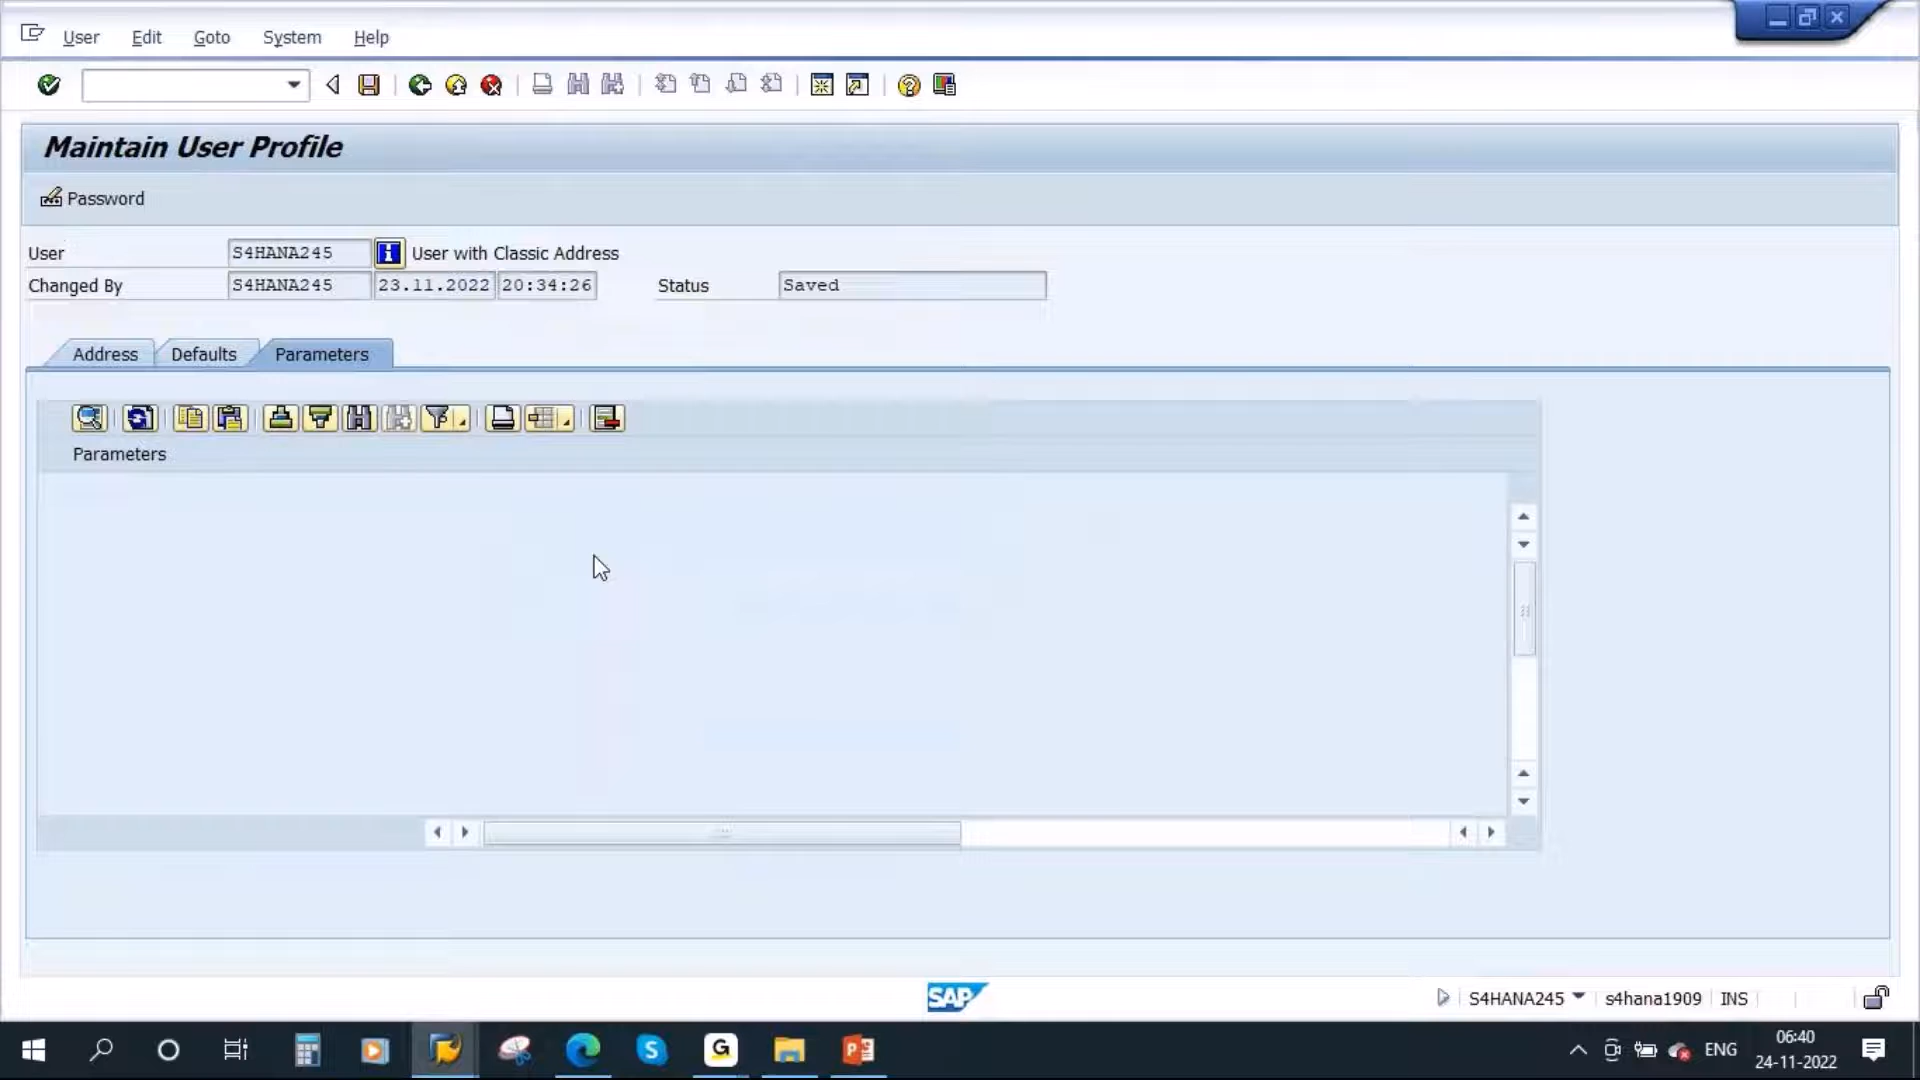 User Edit Goto System Help
Maintain User Profile
Password
User S4HANA245 User with Classic Address
Changed By S4HANA245 23.11.2022 20:34:26 Status Saved
Address Defaults Parameters
Parameters
SAP S4HANA245 s4hana1909 INS
S G P ENG 06:40
24-11-2022